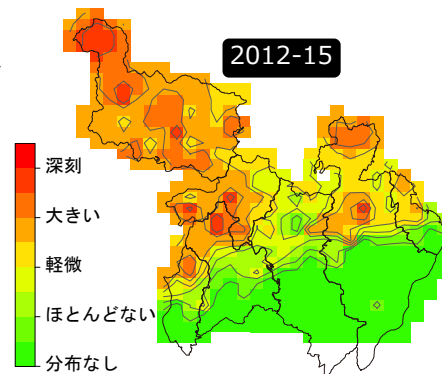 2012-15
深刻
大きい
軽微
ほとんどない
分布なし